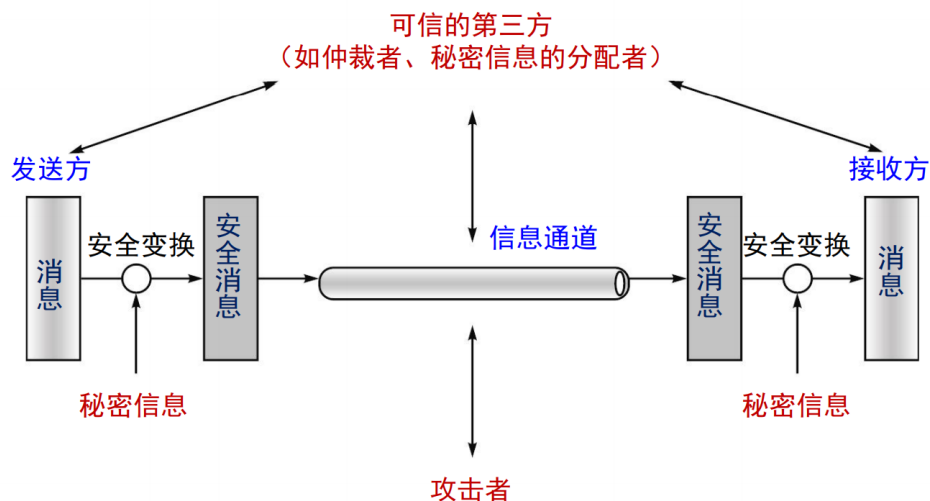 可信的第三方
（如仲裁者、秘密信息的分配者）
发送方
接收方
信息通道
消息
安全变换
安全消息
安全消息
安全变换
消息
秘密信息
秘密信息
攻击者